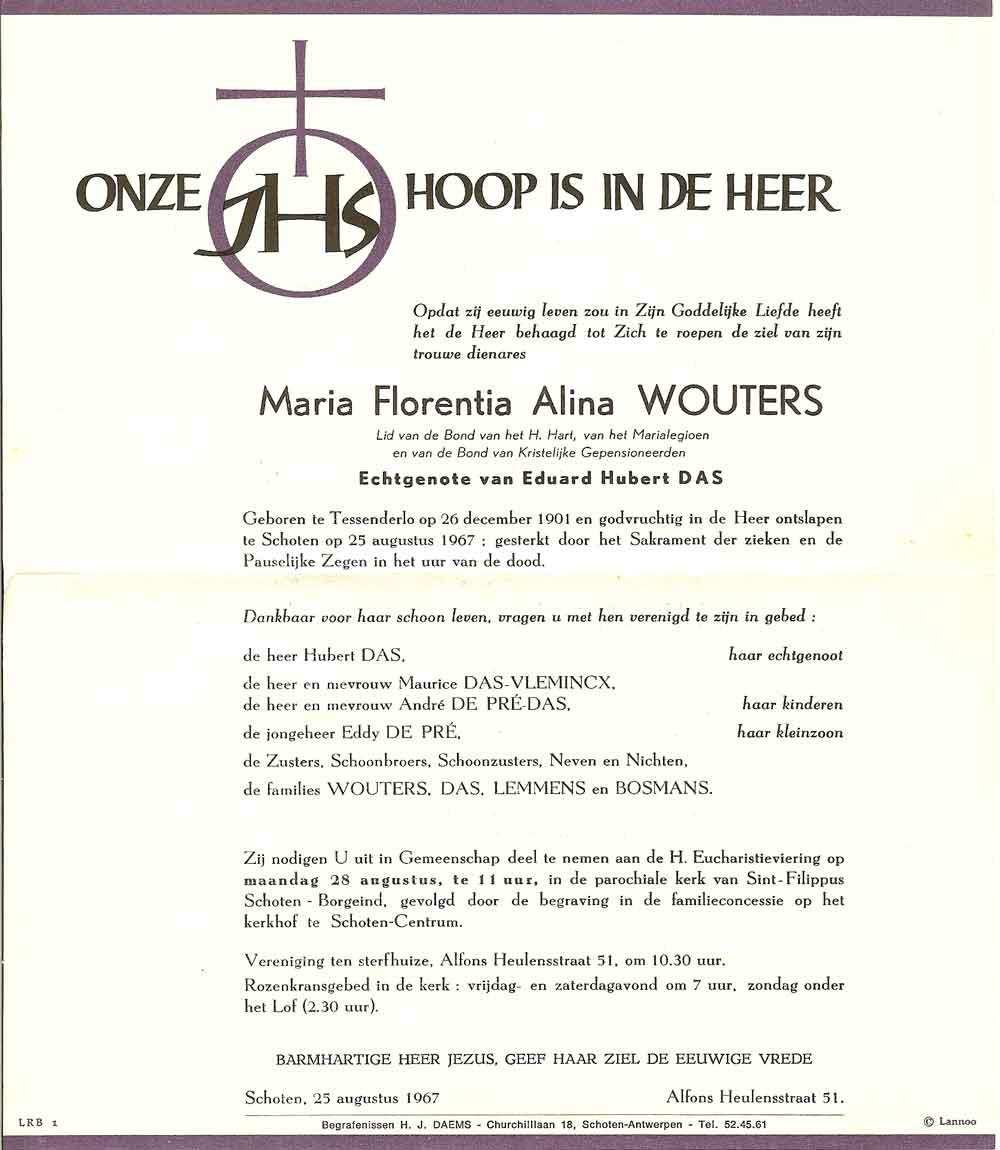 ONZE JHS HOOP IS IN DE HEER
Opdat zij eeuwig leven zou in Zijn Goddelijke Liefde heeft
het de Heer behaagd tot Zich te roepen de ziel van zijn
trouwe dienares
Maria Florentia Alina WOUTERS
Lid van de Bond van het H. Hart, van het Marialegioen
en van de Bond van Kristelijke Gepensioneerden
Echtgenote van Eduard Hubert DAS
Geboren te Tessenderlo op 26 december 1901 en godvruchtig in de Heer ontslapen
te Schoten op 25 augustus 1967 ; gesterkt door het Sakrament der zieken en de
Pauselijke Zegen in het uur van de dood.
Dankbaar voor haar schoon leven, vragen u met hen verenigd te zijn in gebed :
de heer Hubert DAS, haar echtgenoot
de heer en mevrouw Maurice DAS-VLEMINCX,
de heer en mevrouw André DE PRÉ-DAS, haar kinderen
de jongeheer Eddy DE PRÉ, haar kleinzoon
de Zusters, Schoonbroers, Schoonzusters, Neven en Nichten,
de families WOUTERS, DAS, LEMMENS en BOSMANS.
Zij nodigen U uit in Gemeenschap deel te nemen aan de H. Eucharistieviering op
maandag 28 augustus, te 11 uur, in de parochiale kerk van Sint-Filippus
Schoten - Borgeind, gevolgd door de begraving in de familieconcessie op het
kerkhof te Schoten-Centrum.
Vereniging ten sterfhuize, Alfons Heulensstraat 51, om 10.30 uur.
Rozenkransgebed in de kerk : vrijdag- en zaterdagavond om 7 uur, zondag onder
het Lof (2.30 uur).
BARMHARTIGE HEER JEZUS, GEEF HAAR ZIEL DE EEUWIGE VREDE
Schoten, 25 augustus 1967 Alfons Heulensstraat 51.
LRB 1
Begrafenissen H. J. DAEMS - Churchilllaan 18, Schoten-Antwerpen - Tel. 52.45.61
© Lannoo